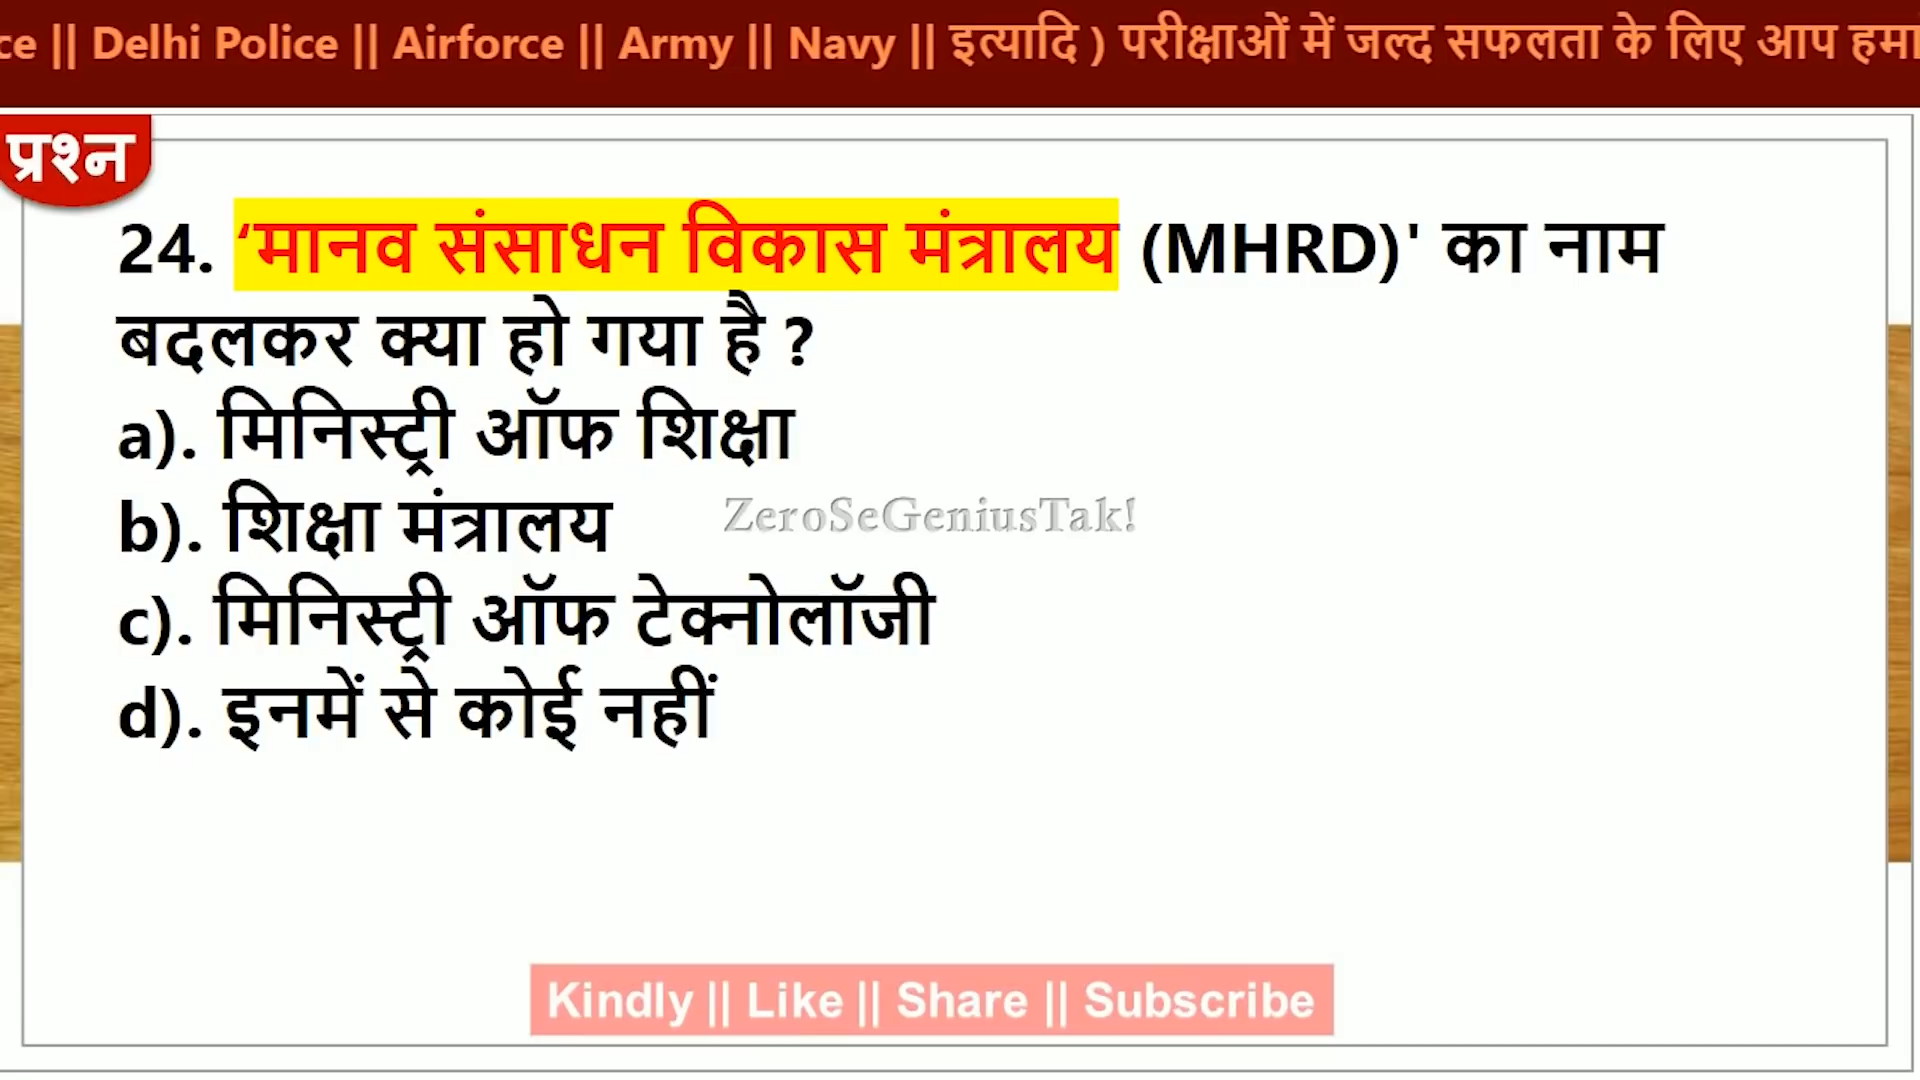 ce || Delhi Police || Airforce || Army || Navy || इत्यादि ) परीक्षाओं में जल्द सफलता के लिए आप हमा
प्रश्न
24. ‘मानव संसाधन विकास मंत्रालय (MHRD)' का नाम
बदलकर क्या हो गया है ?
a). मिनिस्ट्री ऑफ शिक्षा
b). शिक्षा मंत्रालय
ZeroSeGeniusTak!
c). मिनिस्ट्री ऑफ टेक्नोलॉजी
d). इनमें से कोई नहीं
Kindly || Like || Share || Subscribe